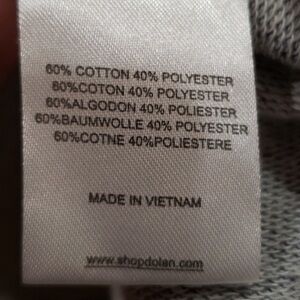 60% COTTON 40% POLYESTER
60%COTON 40% POLYESTER
60%ALGODON 40% POLIESTER
60%BAUMWOLLE 40% POLYESTER
60%COTNE 40%POLIESTERE
MADE IN VIETNAM
www.shopdolan.com